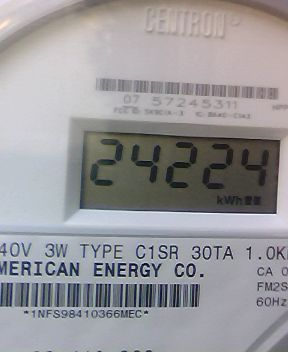 CENTRON
07 57245311
24224
kWh
40V 3W TYPE C1SR 30TA 1.0K
MERICAN ENERGY CO.
CA 0
FM2S
60Hz
*1NFS98410366MEC*